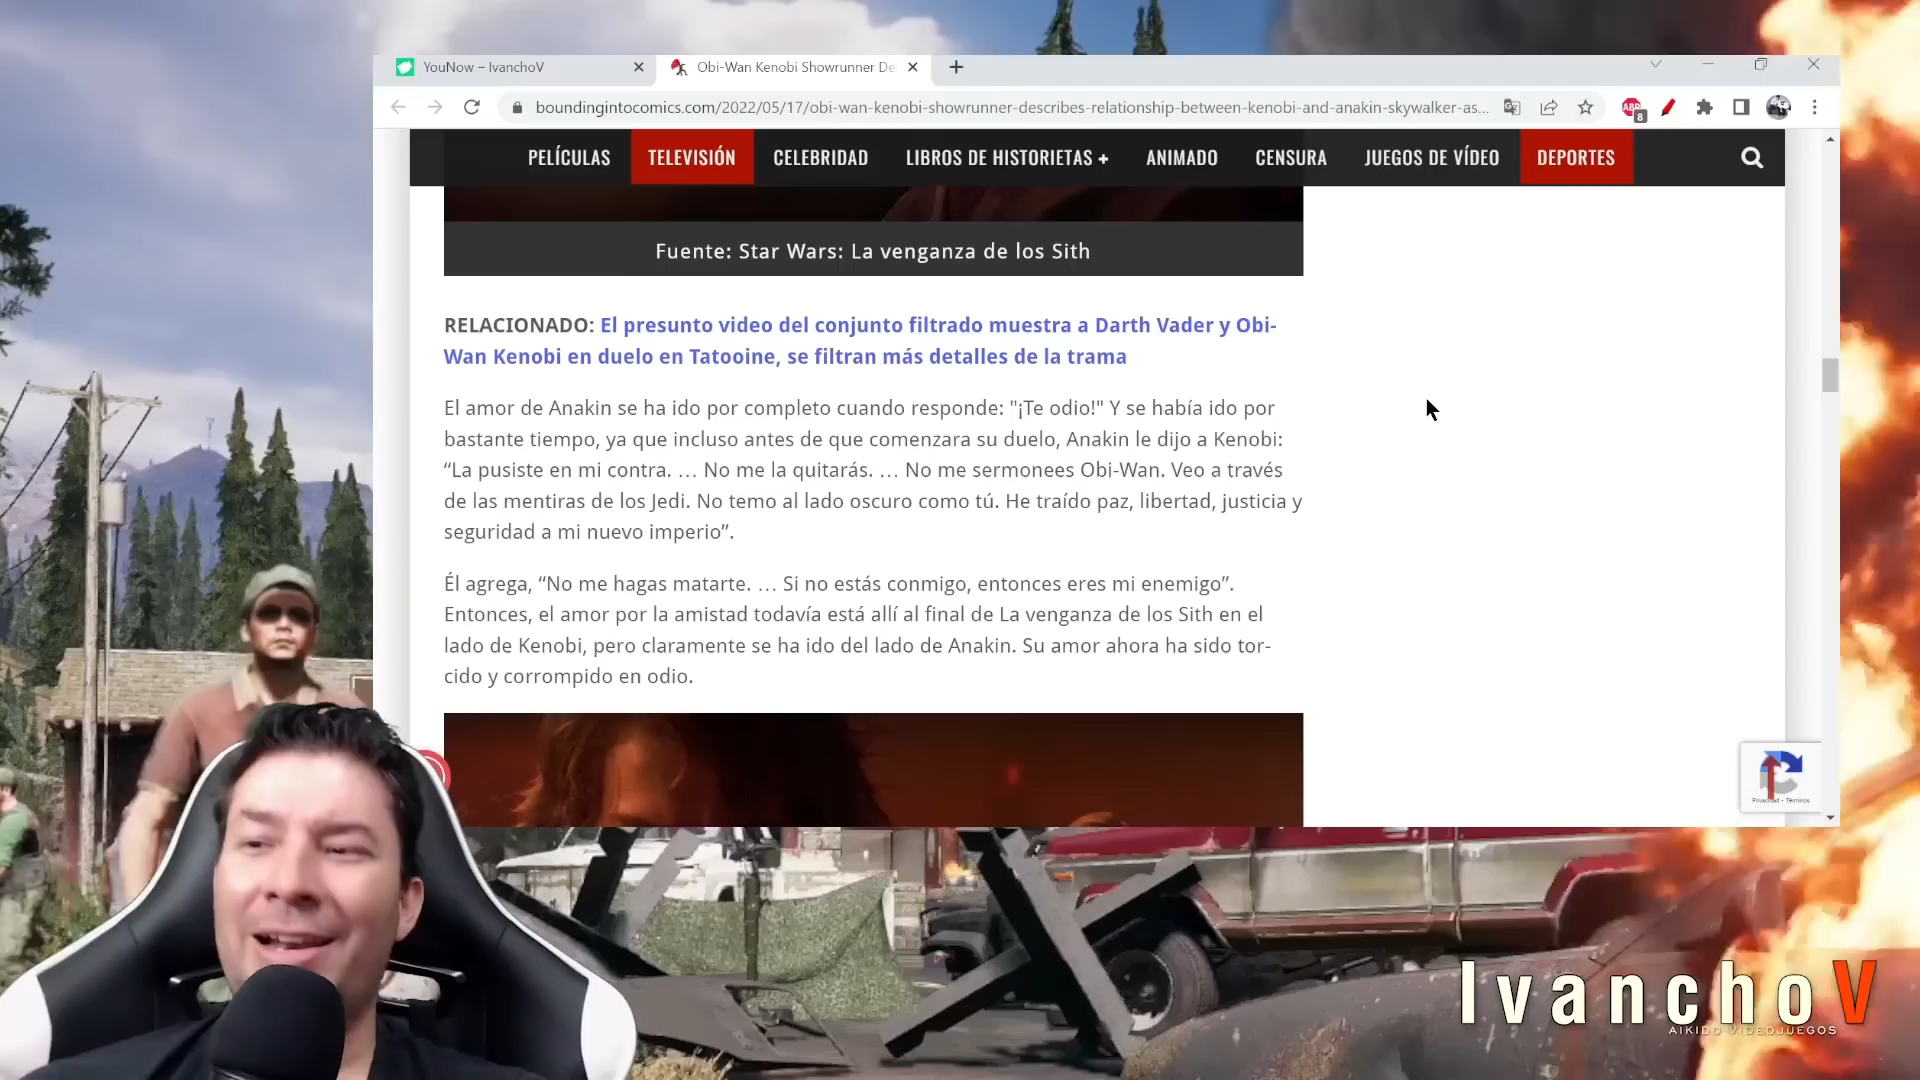 YouNow – IvanchoV
Obi-Wan Kenobi Showrunner De
boundingintocomics.com/2022/05/17/obi-wan-kenobi-showrunner-describes-relationship-between-kenobi-and-anakin-skywalker-as...
ABP
8
PELÍCULAS TELEVISIÓN CELEBRIDAD LIBROS DE HISTORIETAS + ANIMADO CENSURA JUEGOS DE VÍDEO DEPORTES
Fuente: Star Wars: La venganza de los Sith
RELACIONADO: El presunto video del conjunto filtrado muestra a Darth Vader y Obi-
Wan Kenobi en duelo en Tatooine, se filtran más detalles de la trama
El amor de Anakin se ha ido por completo cuando responde: "¡Te odio!" Y se había ido por
bastante tiempo, ya que incluso antes de que comenzara su duelo, Anakin le dijo a Kenobi:
“La pusiste en mi contra. … No me la quitarás. … No me sermonees Obi-Wan. Veo a través
de las mentiras de los Jedi. No temo al lado oscuro como tú. He traído paz, libertad, justicia y
seguridad a mi nuevo imperio”.
Él agrega, “No me hagas matarte. … Si no estás conmigo, entonces eres mi enemigo”.
Entonces, el amor por la amistad todavía está allí al final de La venganza de los Sith en el
lado de Kenobi, pero claramente se ha ido del lado de Anakin. Su amor ahora ha sido tor-
cido y corrompido en odio.
Privacidad - Términos
IvanchoV
AIKIDO VIDEOJUEGOS